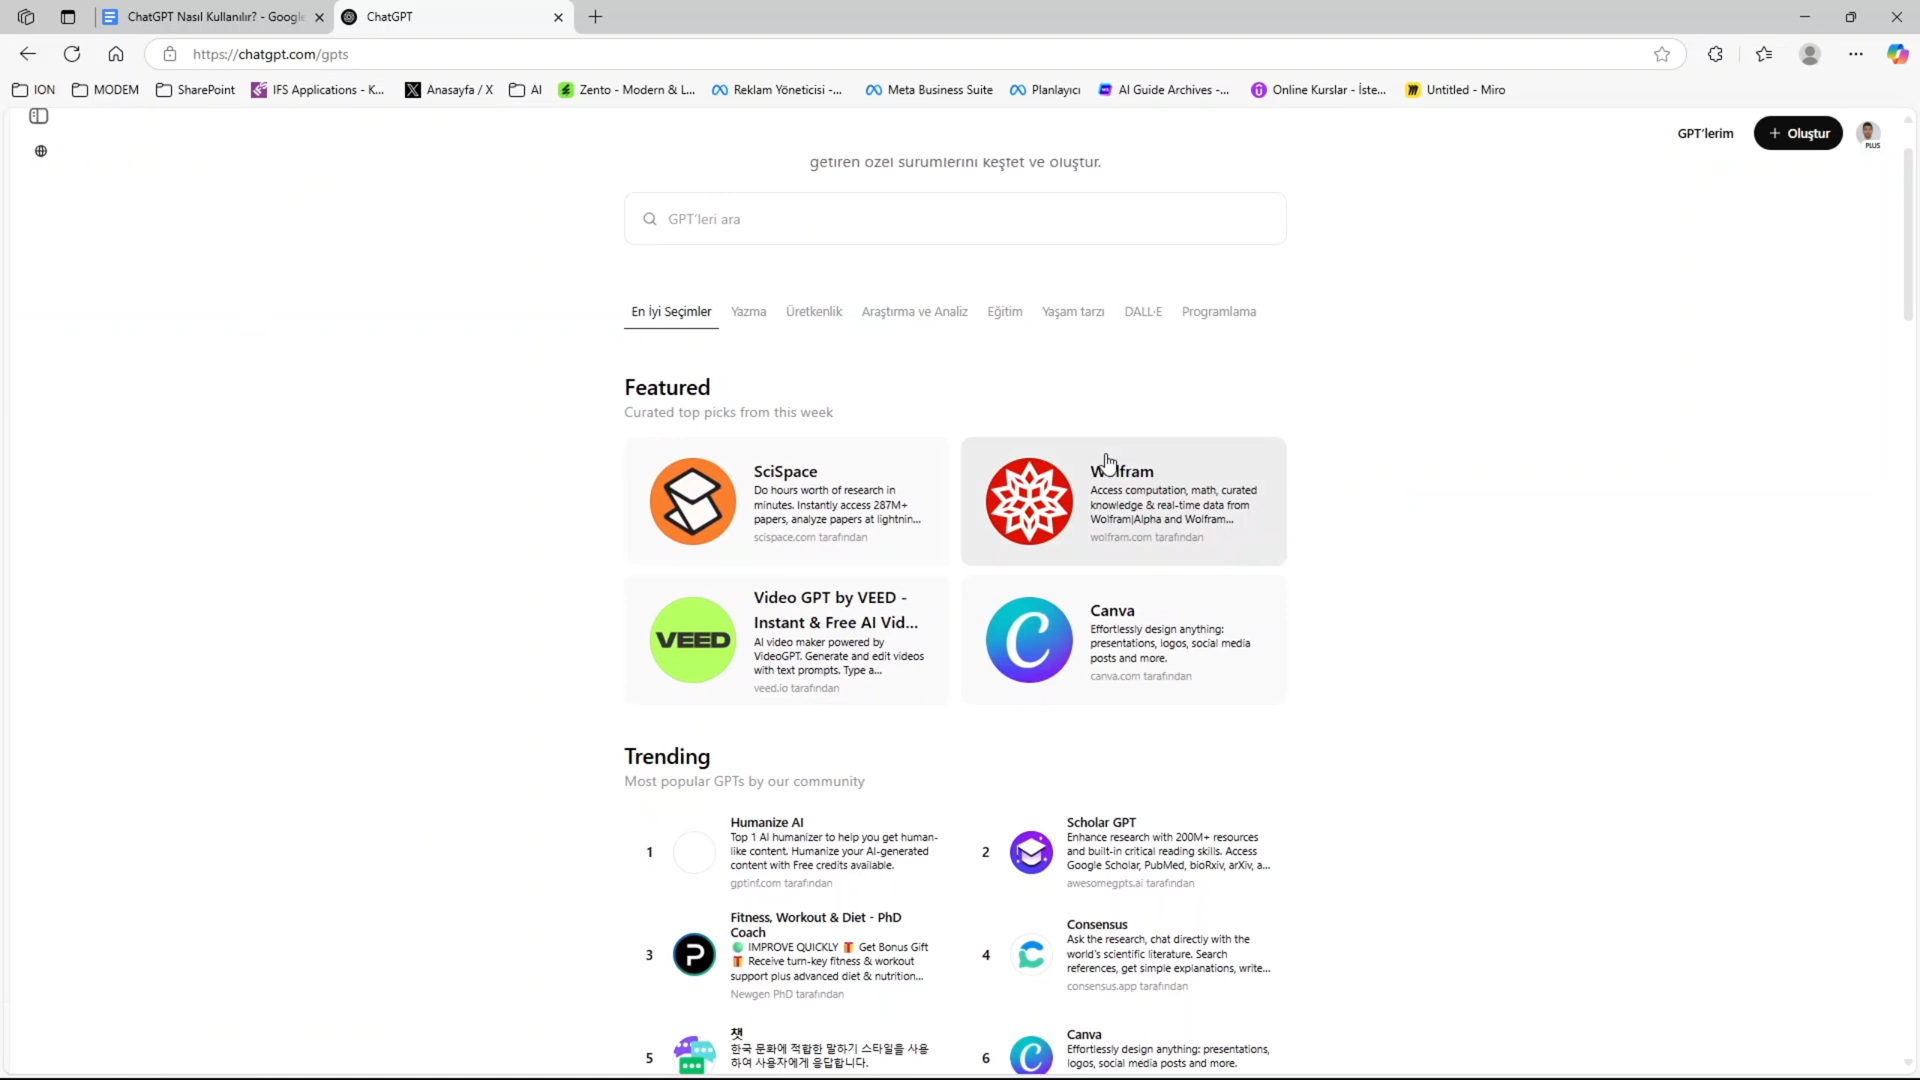 ChatGPT Nasıl Kullanılır? - Google
ChatGPT
https://chatgpt.com/gpts
ION
MODEM
SharePoint
IFS Applications - K...
Anasayfa / X
AI
Zento - Modern & L...
Reklam Yöneticisi -...
Meta Business Suite
Planlayıcı
AI Guide Archives -...
Online Kurslar - İste...
Untitled - Miro
GPT'lerim
+ Oluştur
PLUS
getiren özel sürümlerini keşfet ve oluştur.
GPT'leri ara
En İyi Seçimler
Yazma
Üretkenlik
Araştırma ve Analiz
Eğitim
Yaşam tarzı
DALL·E
Programlama
Featured
Curated top picks from this week
SciSpace
Do hours worth of research in
minutes. Instantly access 287M+
papers, analyze papers at lightnin...
scispace.com tarafından
Wolfram
Access computation, math, curated
knowledge & real-time data from
Wolfram|Alpha and Wolfram...
wolfram.com tarafından
VEED
Video GPT by VEED -
Instant & Free AI Vid...
AI video maker powered by
VideoGPT. Generate and edit videos
with text prompts. Type a...
veed.io tarafından
Canva
Effortlessly design anything:
presentations, logos, social media
posts and more.
canva.com tarafından
Trending
Most popular GPTs by our community
1
Humanize AI
Top 1 AI humanizer to help you get human-
like content. Humanize your AI-generated
content with Free credits available.
gptinf.com tarafından
2
Scholar GPT
Enhance research with 200M+ resources
and built-in critical reading skills. Access
Google Scholar, PubMed, bioRxiv, arXiv, a...
awesomegpts.ai tarafından
3
Fitness, Workout & Diet - PhD
Coach
🟢 IMPROVE QUICKLY 🎁 Get Bonus Gift
🎁 Receive turn-key fitness & workout
support plus advanced diet & nutrition...
Newgen PhD tarafından
4
Consensus
Ask the research, chat directly with the
world's scientific literature. Search
references, get simple explanations, write...
consensus.app tarafından
5
챗
한국 문화에 적합한 말하기 스타일을 사용
하여 사용자에게 응답합니다.
6
Canva
Effortlessly design anything: presentations,
logos, social media posts and more.